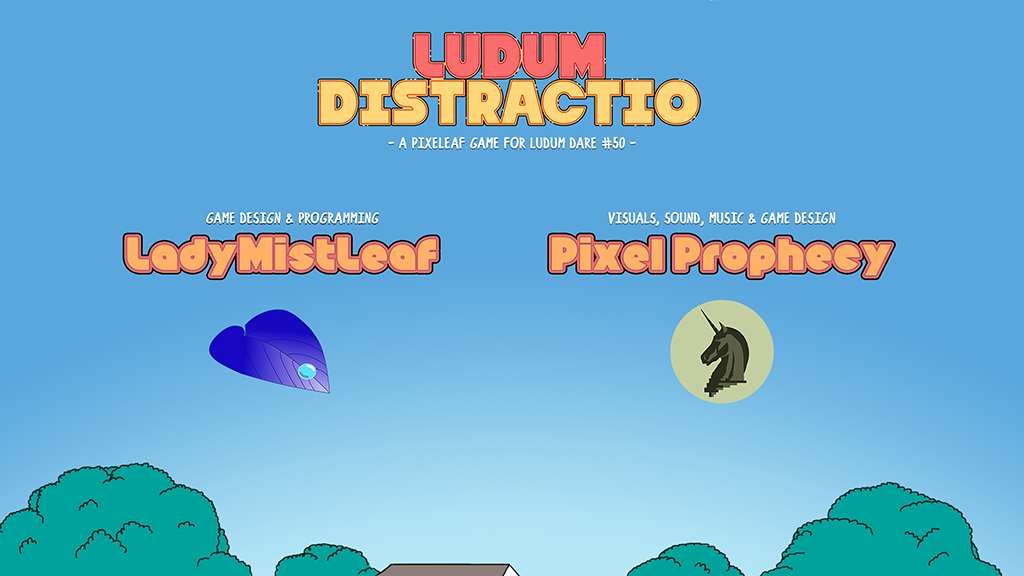 LUDUM
DISTRACTIO
- A PIXELEAF GAME FOR LUDUM DARE #50 -
GAME DESIGN & PROGRAMMING
LadyMistLeaf
VISUALS, SOUND, MUSIC & GAME DESIGN
Pixel Prophecy